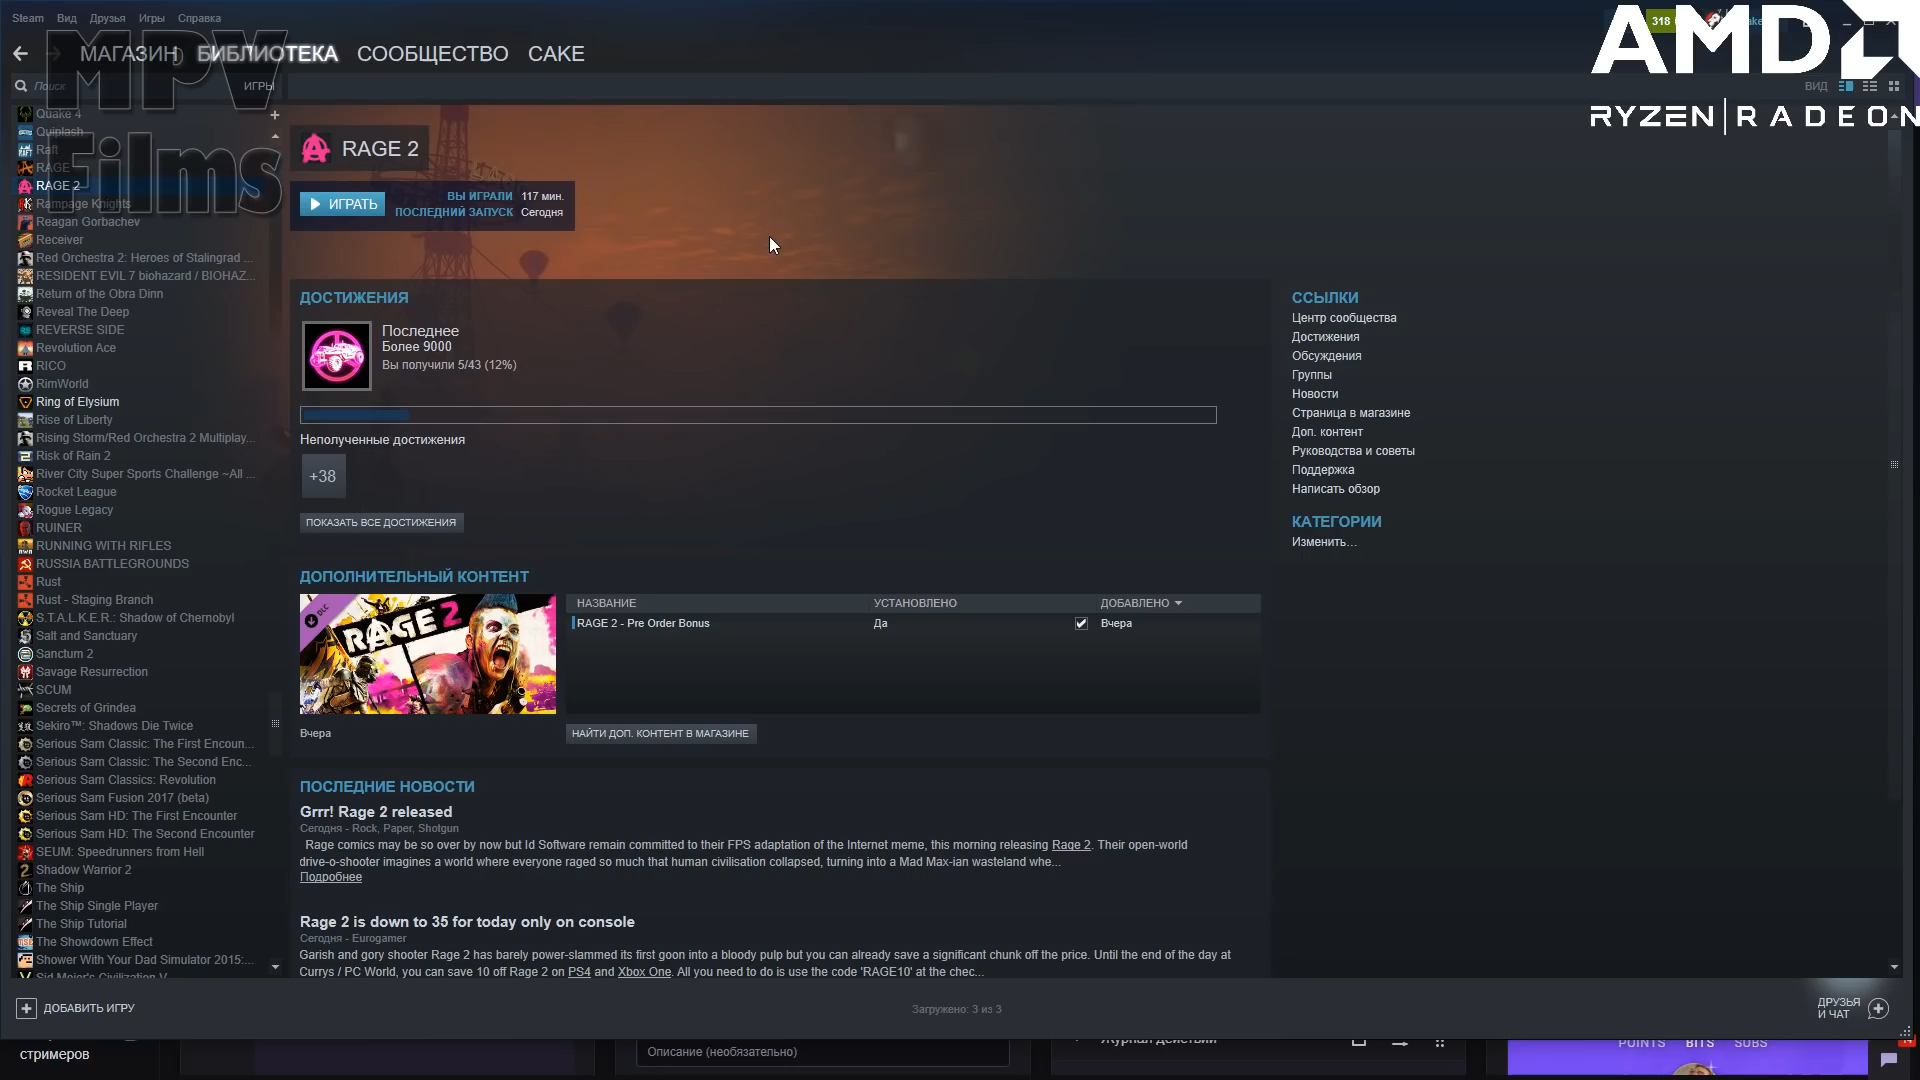 Steam Вид Друзья Игры Справка
318
МАГАЗИН БИБЛИОТЕКА СООБЩЕСТВО CAKE
MPV
Films
AMD
RYZEN | RADEON
Поиск ИГРЫ
ВИД
Quake 4
Quiplash
Raft
RAGE
RAGE 2
Rampage Knights
Reagan Gorbachev
Receiver
Red Orchestra 2: Heroes of Stalingrad ...
RESIDENT EVIL 7 biohazard / BIOHAZ...
Return of the Obra Dinn
Reveal The Deep
REVERSE SIDE
Revolution Ace
RICO
RimWorld
Ring of Elysium
Rise of Liberty
Rising Storm/Red Orchestra 2 Multiplay...
Risk of Rain 2
River City Super Sports Challenge ~All ...
Rocket League
Rogue Legacy
RUINER
RUNNING WITH RIFLES
RUSSIA BATTLEGROUNDS
Rust
Rust - Staging Branch
S.T.A.L.K.E.R.: Shadow of Chernobyl
Salt and Sanctuary
Sanctum 2
Savage Resurrection
SCUM
Secrets of Grindea
Sekiro™: Shadows Die Twice
Serious Sam Classic: The First Encoun...
Serious Sam Classic: The Second Enc...
Serious Sam Classics: Revolution
Serious Sam Fusion 2017 (beta)
Serious Sam HD: The First Encounter
Serious Sam HD: The Second Encounter
SEUM: Speedrunners from Hell
Shadow Warrior 2
The Ship
The Ship Single Player
The Ship Tutorial
The Showdown Effect
Shower With Your Dad Simulator 2015:...
Sid Meier's Civilization V
RAGE 2
ИГРАТЬ
ВЫ ИГРАЛИ 117 мин.
ПОСЛЕДНИЙ ЗАПУСК Сегодня
ДОСТИЖЕНИЯ
Последнее
Более 9000
Вы получили 5/43 (12%)
Неполученные достижения
+38
ПОКАЗАТЬ ВСЕ ДОСТИЖЕНИЯ
ДОПОЛНИТЕЛЬНЫЙ КОНТЕНТ
DLC
RAGE 2
Вчера
НАЗВАНИЕ УСТАНОВЛЕНО ДОБАВЛЕНО
RAGE 2 - Pre Order Bonus Да Вчера
НАЙТИ ДОП. КОНТЕНТ В МАГАЗИНЕ
ПОСЛЕДНИЕ НОВОСТИ
Grrr! Rage 2 released
Сегодня - Rock, Paper, Shotgun
Rage comics may be so over by now but Id Software remain committed to their FPS adaptation of the Internet meme, this morning releasing Rage 2. Their open-world
drive-o-shooter imagines a world where everyone raged so much that human civilisation collapsed, turning into a Mad Max-ian wasteland whe...
Подробнее
Rage 2 is down to 35 for today only on console
Сегодня - Eurogamer
Garish and gory shooter Rage 2 has barely power-slammed its first goon into a bloody pulp but you can already save a significant chunk off the price. Until the end of the day at
Currys / PC World, you can save 10 off Rage 2 on PS4 and Xbox One. All you need to do is use the code 'RAGE10' at the chec...
ССЫЛКИ
Центр сообщества
Достижения
Обсуждения
Группы
Новости
Страница в магазине
Доп. контент
Руководства и советы
Поддержка
Написать обзор
КАТЕГОРИИ
Изменить...
ДОБАВИТЬ ИГРУ
Загружено: 3 из 3
ДРУЗЬЯ
И ЧАТ
стримеров
Описание (необязательно)
Журнал действий
POINTS BITS SUBS